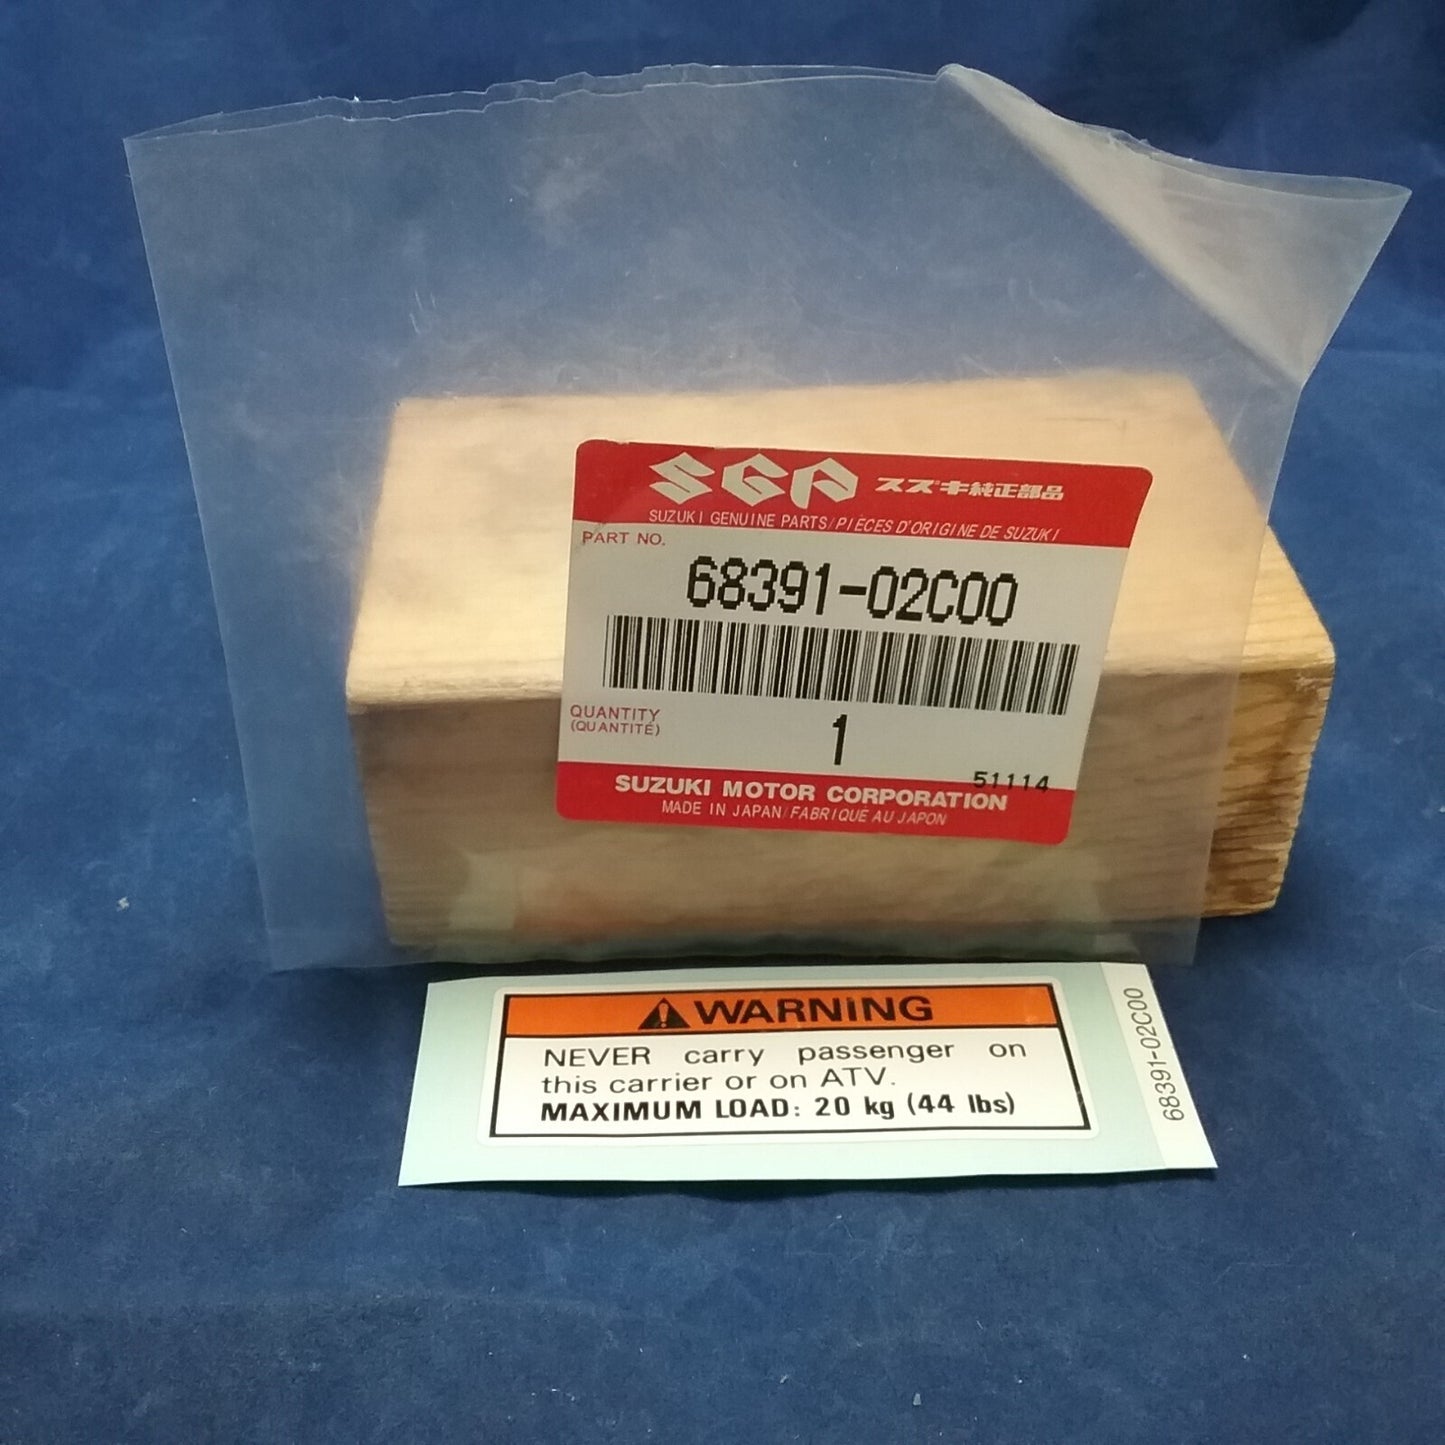 SGP スズキ純正部品
SUZUKI GENUINE PARTS/PIÈCES D'ORIGINE DE SUZUKI
PART NO.
68391-02C00
QUANTITY
(QUANTITÉ)
1
51114
SUZUKI MOTOR CORPORATION
MADE IN JAPAN/FABRIQUÉ AU JAPON
WARNING
NEVER carry passenger on
this carrier or on ATV.
MAXIMUM LOAD: 20 kg (44 lbs)
68391-02C00